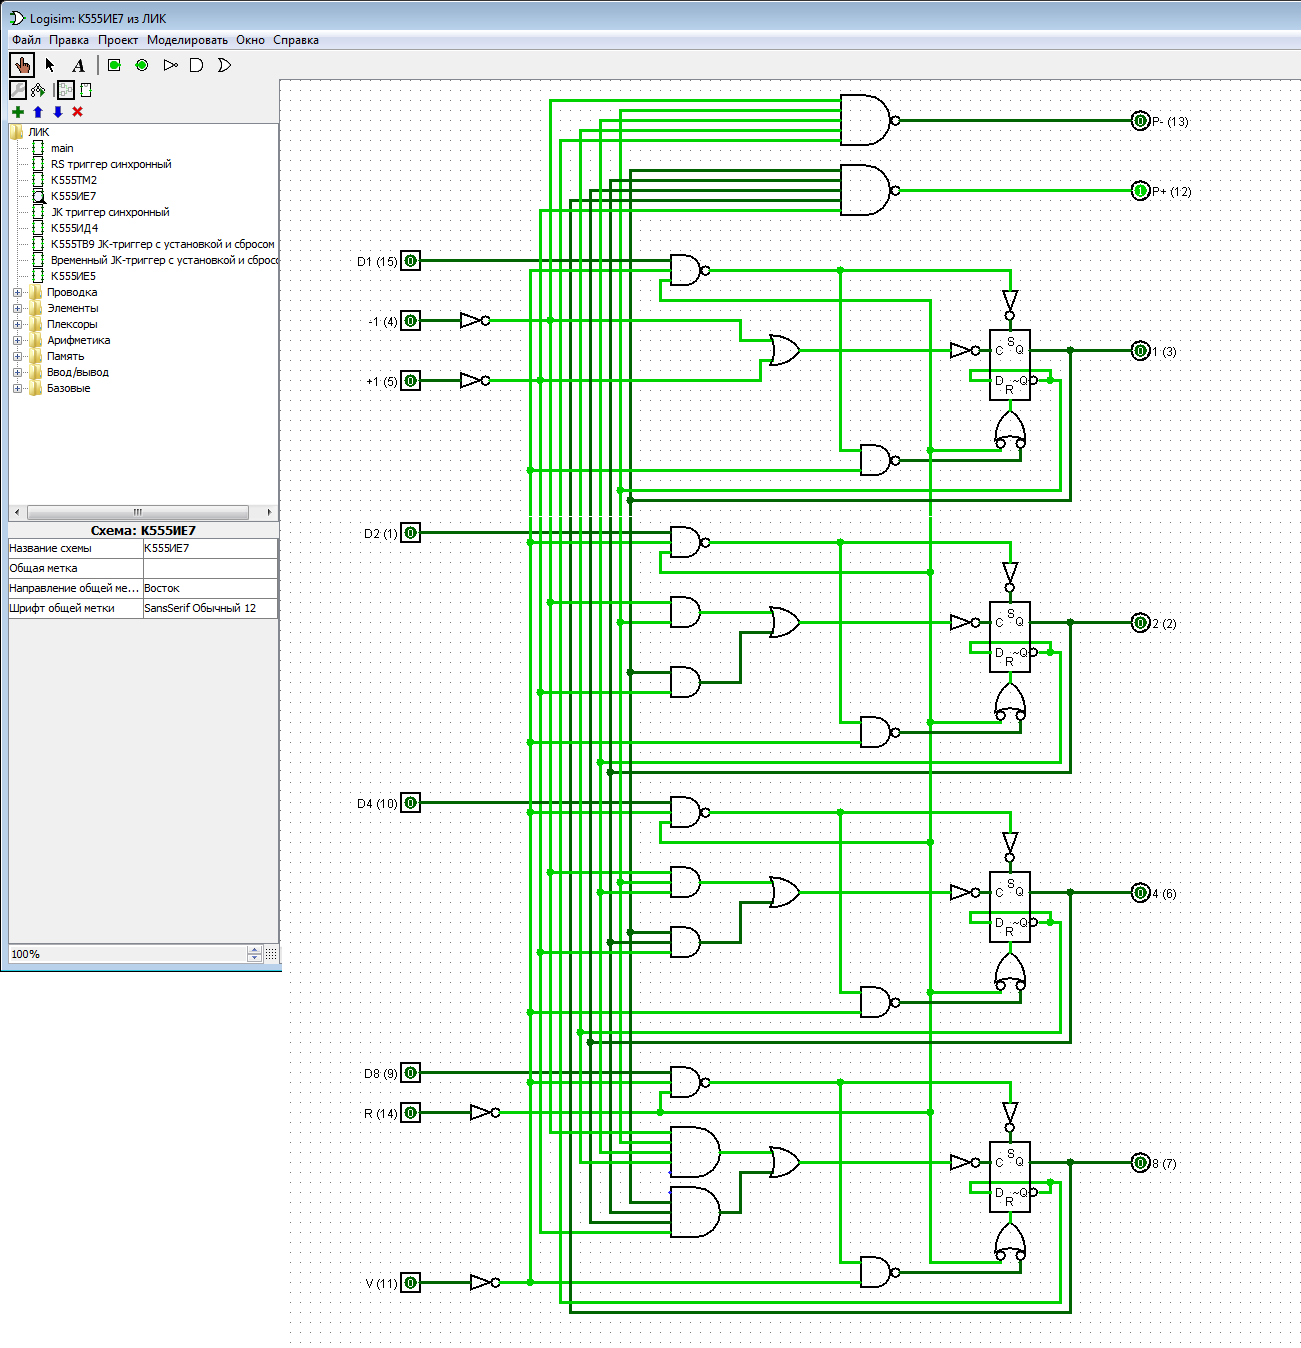 Logisim: К555ИЕ7 из ЛИК
Файл Правка Проект Моделировать Окно Справка
A
ЛИК
main
RS триггер синхронный
К555ТМ2
К555ИЕ7
JK триггер синхронный
К555ИД4
К555ТВ9 JK-триггер с установкой и сбросом
Временный JK-триггер с установкой и сбросо
К555ИЕ5
Проводка
Элементы
Плексоры
Арифметика
Память
Ввод/вывод
Базовые
Схема: К555ИЕ7
Название схемы К555ИЕ7
Общая метка
Направление общей ме... Восток
Шрифт общей метки SansSerif Обычный 12
100%
0 P- (13)
1 P+ (12)
D1 (15) 0
-1 (4) 0
+1 (5) 0
S
C Q
D ~Q
R
0 1 (3)
D2 (1) 0
S
C Q
D ~Q
R
0 2 (2)
D4 (10) 0
S
C Q
D ~Q
R
0 4 (6)
D8 (9) 0
R (14) 0
S
C Q
D ~Q
R
0 8 (7)
V (11) 0